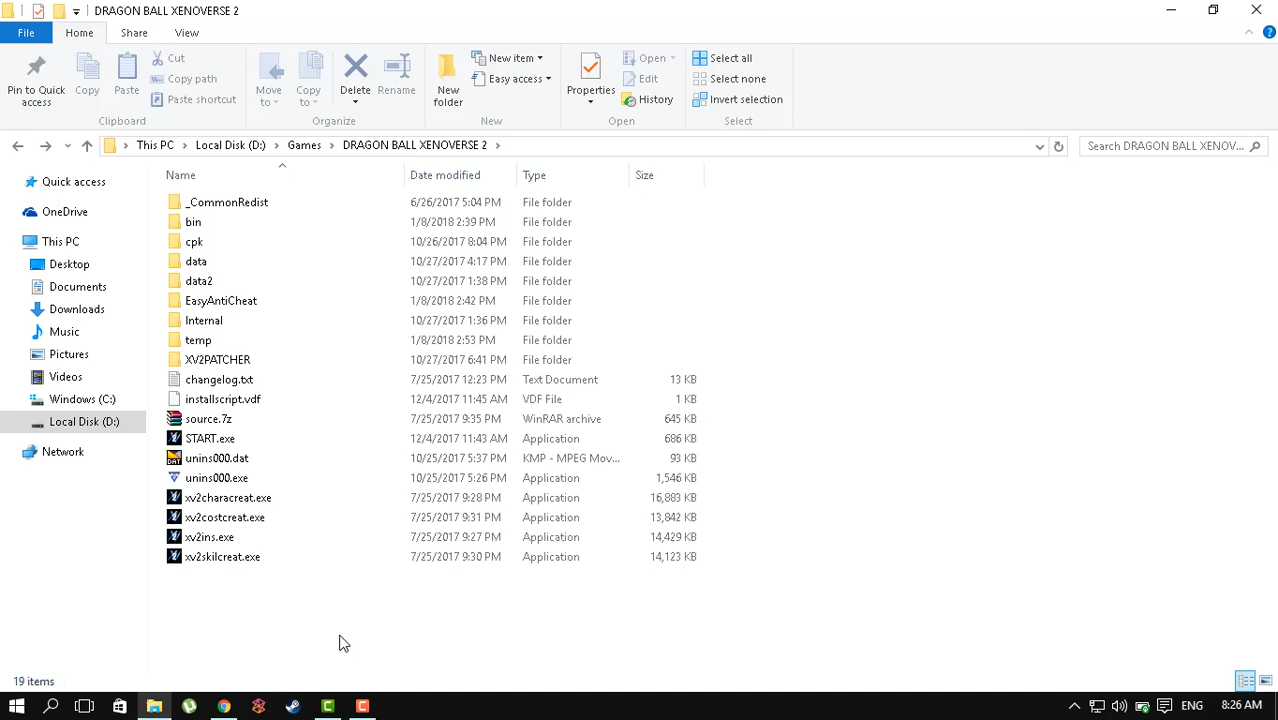 DRAGON BALL XENOVERSE 2
File Home Share View
Pin to Quick access
Copy
Paste
Cut
Copy path
Paste shortcut
Clipboard
Move to
Copy to
Delete
Rename
Organize
New folder
New item
Easy access
New
Properties
Open
Edit
History
Open
Select all
Select none
Invert selection
Select
This PC > Local Disk (D:) > Games > DRAGON BALL XENOVERSE 2 >
Search DRAGON BALL XENOV...
Quick access
OneDrive
This PC
Desktop
Documents
Downloads
Music
Pictures
Videos
Windows (C:)
Local Disk (D:)
Network
Name Date modified Type Size
_CommonRedist 6/26/2017 5:04 PM File folder
bin 1/8/2018 2:39 PM File folder
cpk 10/26/2017 8:04 PM File folder
data 10/27/2017 4:17 PM File folder
data2 10/27/2017 1:38 PM File folder
EasyAntiCheat 1/8/2018 2:42 PM File folder
Internal 10/27/2017 1:36 PM File folder
temp 1/8/2018 2:53 PM File folder
XV2PATCHER 10/27/2017 6:41 PM File folder
changelog.txt 7/25/2017 12:23 PM Text Document 13 KB
installscript.vdf 12/4/2017 11:45 AM VDF File 1 KB
source.7z 7/25/2017 9:35 PM WinRAR archive 645 KB
START.exe 12/4/2017 11:43 AM Application 686 KB
unins000.dat 10/25/2017 5:37 PM KMP - MPEG Mov... 93 KB
unins000.exe 10/25/2017 5:26 PM Application 1,546 KB
xv2characreat.exe 7/25/2017 9:28 PM Application 16,883 KB
xv2costcreat.exe 7/25/2017 9:31 PM Application 13,842 KB
xv2ins.exe 7/25/2017 9:27 PM Application 14,429 KB
xv2skilcreat.exe 7/25/2017 9:30 PM Application 14,123 KB
19 items
ENG 8:26 AM